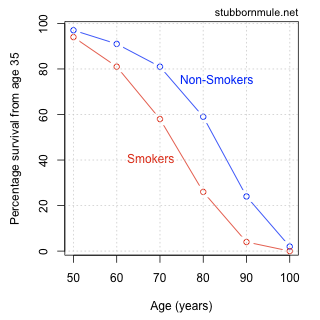 stubbornmule.net
100
80
60
40
20
0
Percentage survival from age 35
Non-Smokers
Smokers
50 60 70 80 90 100
Age (years)